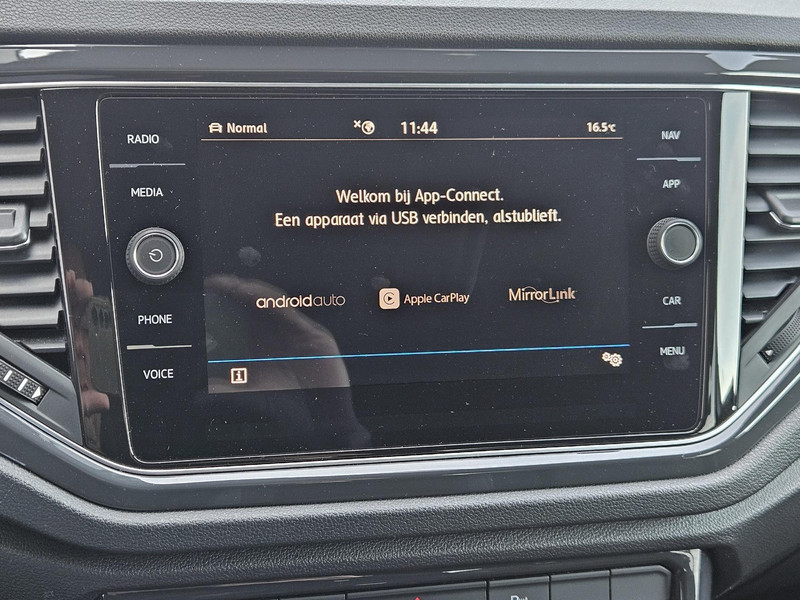 Normal 11:44 16.5°C
Welkom bij App-Connect.
Een apparaat via USB verbinden, alstublieft.
androidauto Apple CarPlay MirrorLink
RADIO
MEDIA
PHONE
VOICE
NAV
APP
CAR
MENU